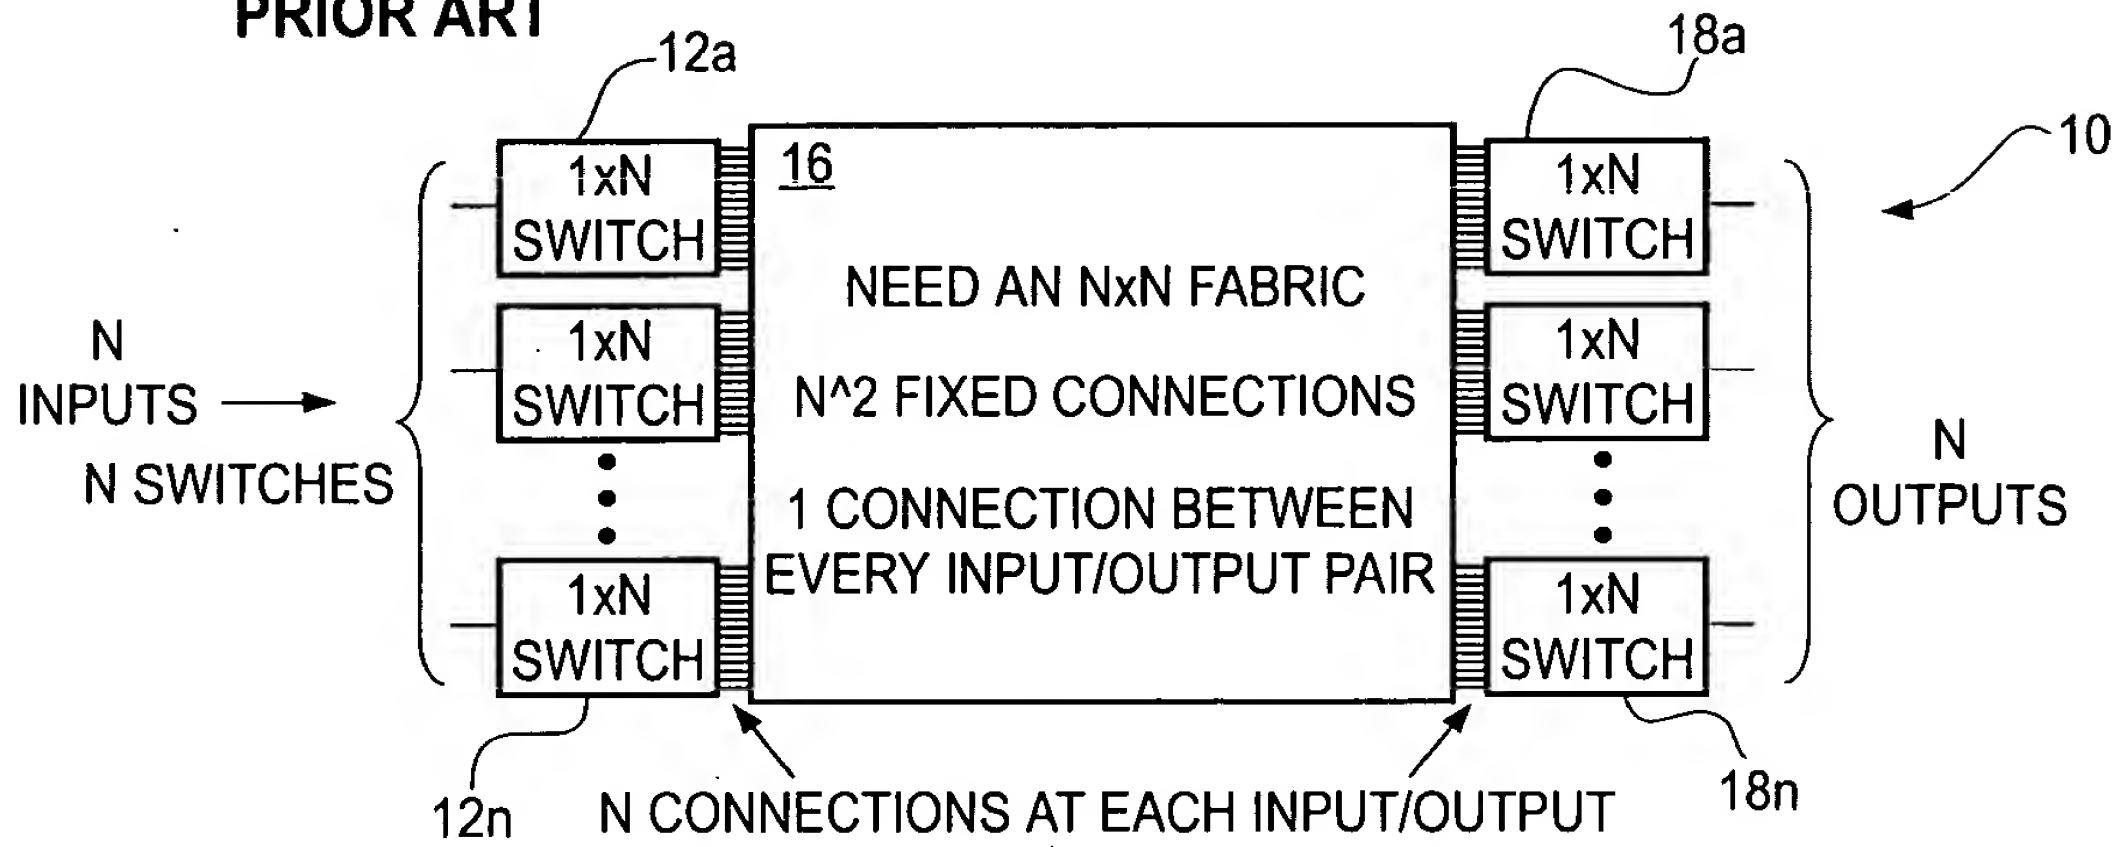 PRIOR ART
12a
18a
10
1xN
SWITCH
16
1xN
SWITCH
NEED AN NxN FABRIC
1xN
SWITCH
1xN
SWITCH
N
INPUTS
N^2 FIXED CONNECTIONS
N SWITCHES
N
OUTPUTS
1 CONNECTION BETWEEN
EVERY INPUT/OUTPUT PAIR
1xN
SWITCH
1xN
SWITCH
12n
N CONNECTIONS AT EACH INPUT/OUTPUT
18n